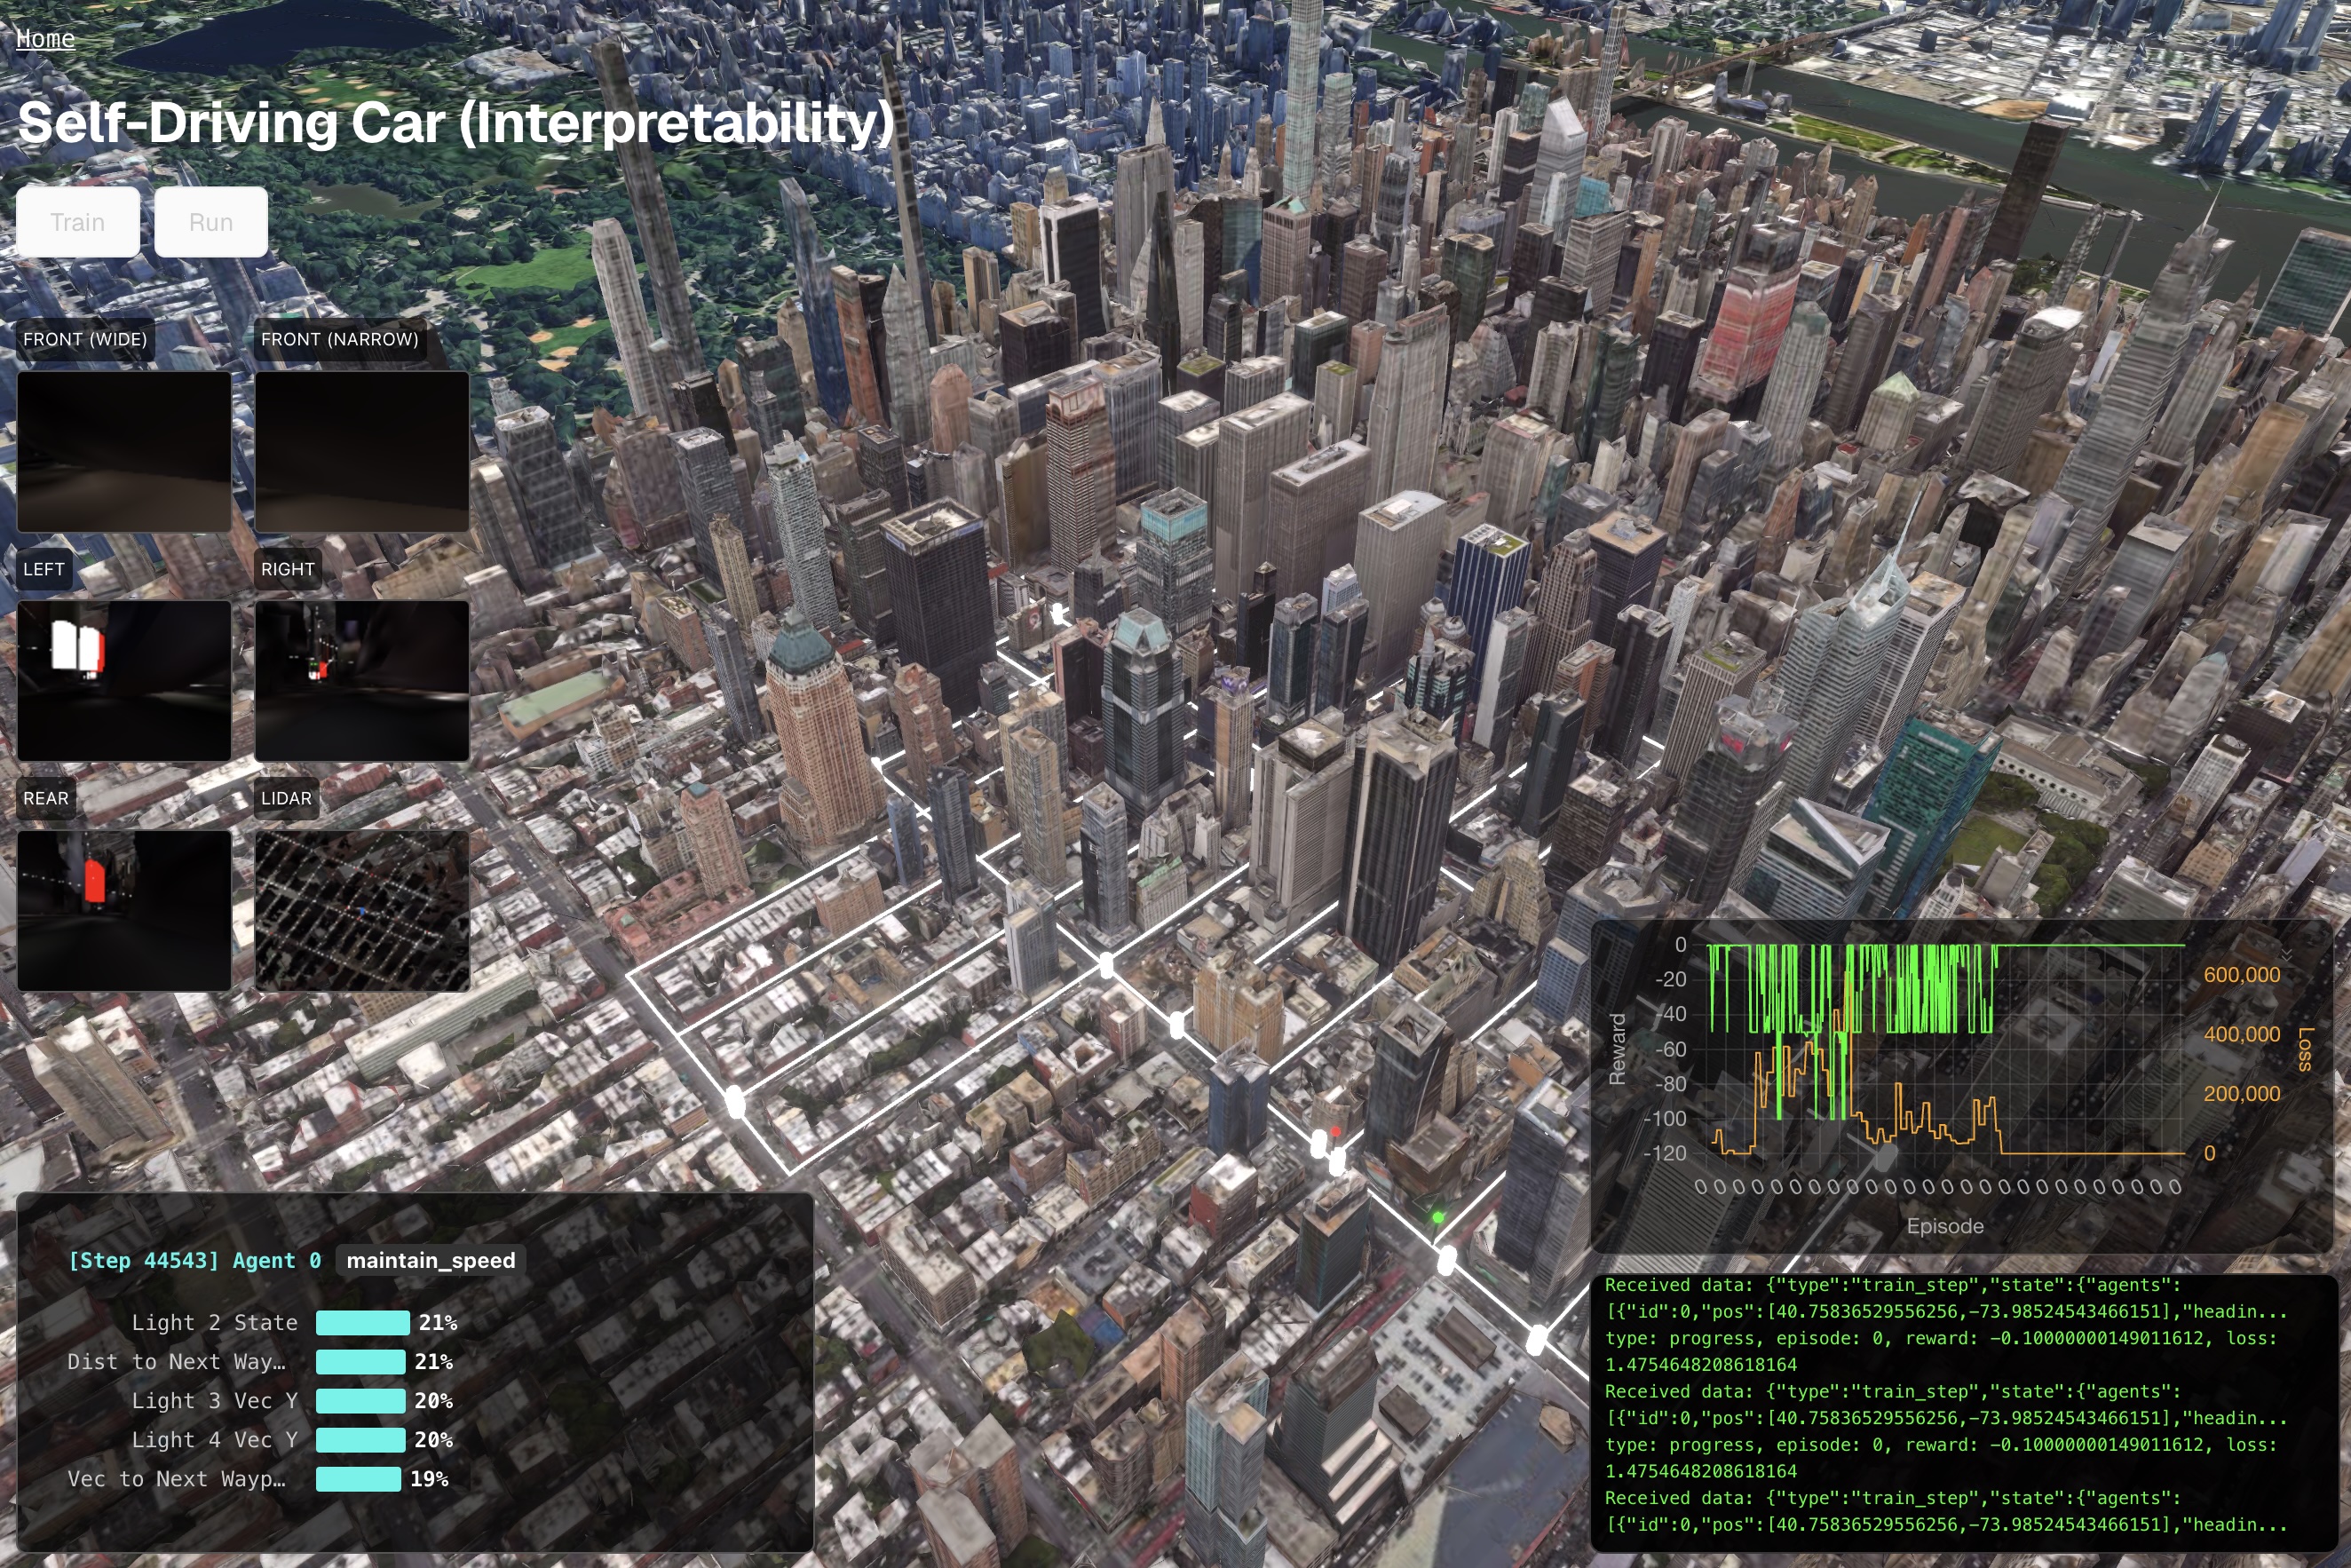 Home
Self-Driving Car (Interpretability)
Train
Run
FRONT (WIDE)
FRONT (NARROW)
LEFT
RIGHT
REAR
LIDAR
[Step 44543] Agent 0 maintain_speed
Light 2 State 21%
Dist to Next Way… 21%
Light 3 Vec Y 20%
Light 4 Vec Y 20%
Vec to Next Wayp… 19%
Reward
0
-20
-40
-60
-80
-100
-120
600,000
400,000
200,000
0
Loss
0 0 0 0 0 0 0 0 0 0 0 0 0 0 0 0 0 0 0 0 0 0 0 0 0 0
Episode
Received data: {"type":"train_step","state":{"agents":
[{"id":0,"pos":[40.75836529556256,-73.98524543466151],"headin...
type: progress, episode: 0, reward: -0.10000000149011612, loss:
1.4754648208618164
Received data: {"type":"train_step","state":{"agents":
[{"id":0,"pos":[40.75836529556256,-73.98524543466151],"headin...
type: progress, episode: 0, reward: -0.10000000149011612, loss:
1.4754648208618164
Received data: {"type":"train_step","state":{"agents":
[{"id":0,"pos":[40.75836529556256,-73.98524543466151],"headin...